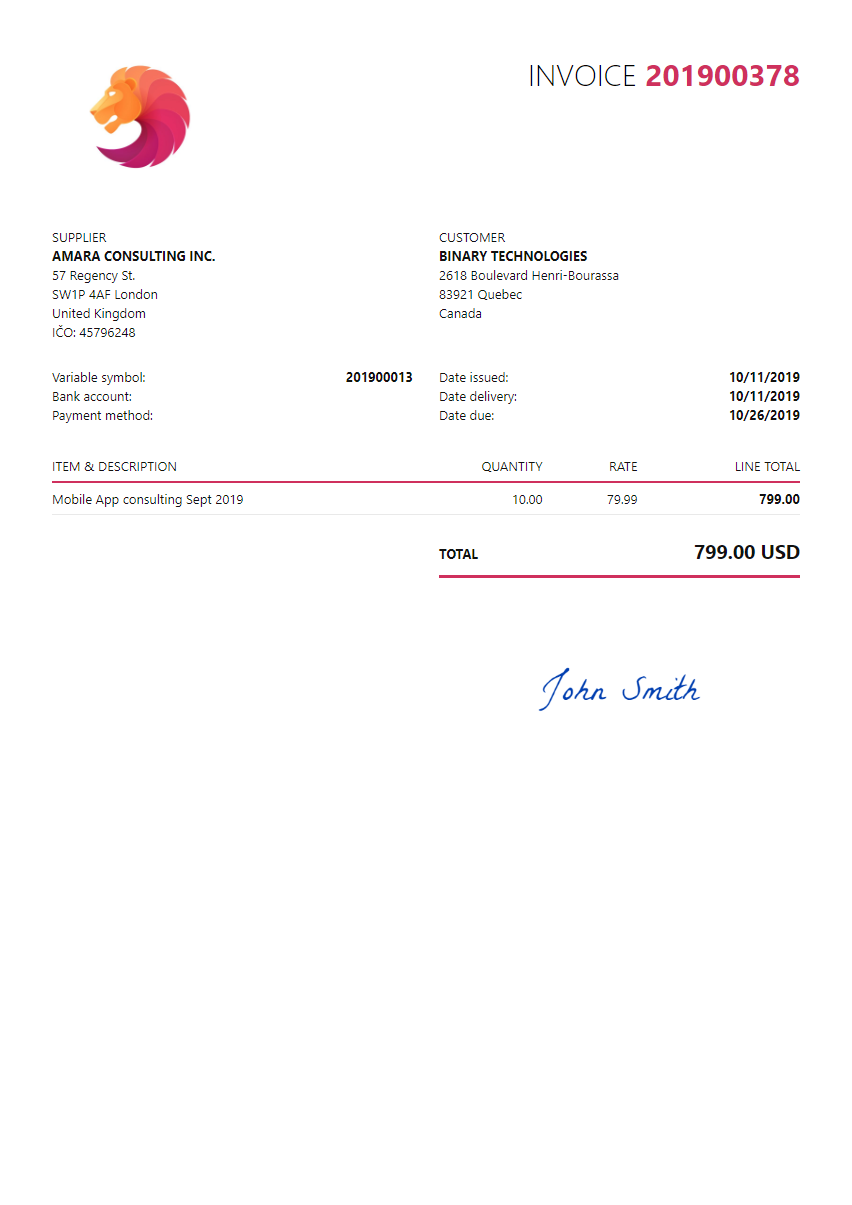 INVOICE 201900378
SUPPLIER
AMARA CONSULTING INC.
57 Regency St.
SW1P 4AF London
United Kingdom
IČO: 45796248
CUSTOMER
BINARY TECHNOLOGIES
2618 Boulevard Henri-Bourassa
83921 Quebec
Canada
Variable symbol: 201900013
Bank account:
Payment method:
Date issued: 10/11/2019
Date delivery: 10/11/2019
Date due: 10/26/2019
ITEM & DESCRIPTION QUANTITY RATE LINE TOTAL
Mobile App consulting Sept 2019 10.00 79.99 799.00
TOTAL 799.00 USD
John Smith